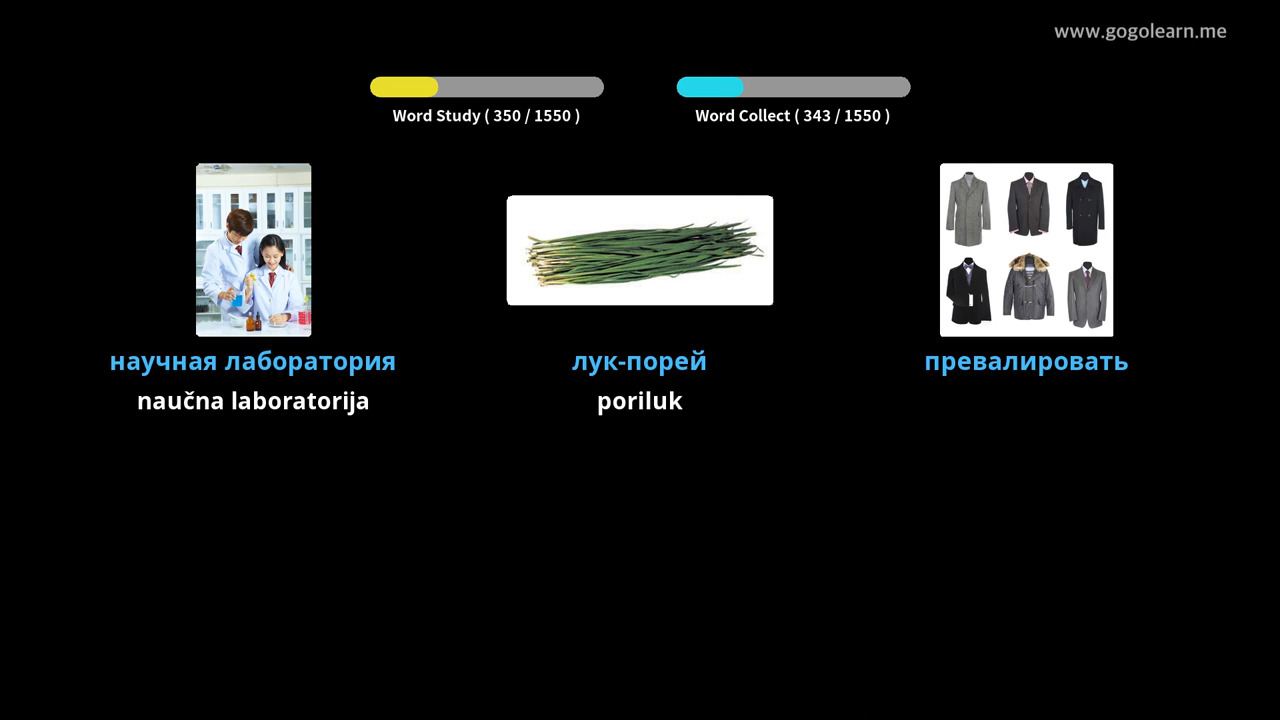 www.gogolearn.me
Word Study ( 350 / 1550 )
Word Collect ( 343 / 1550 )
научная лаборатория
naučna laboratorija
лук-порей
poriluk
превалировать